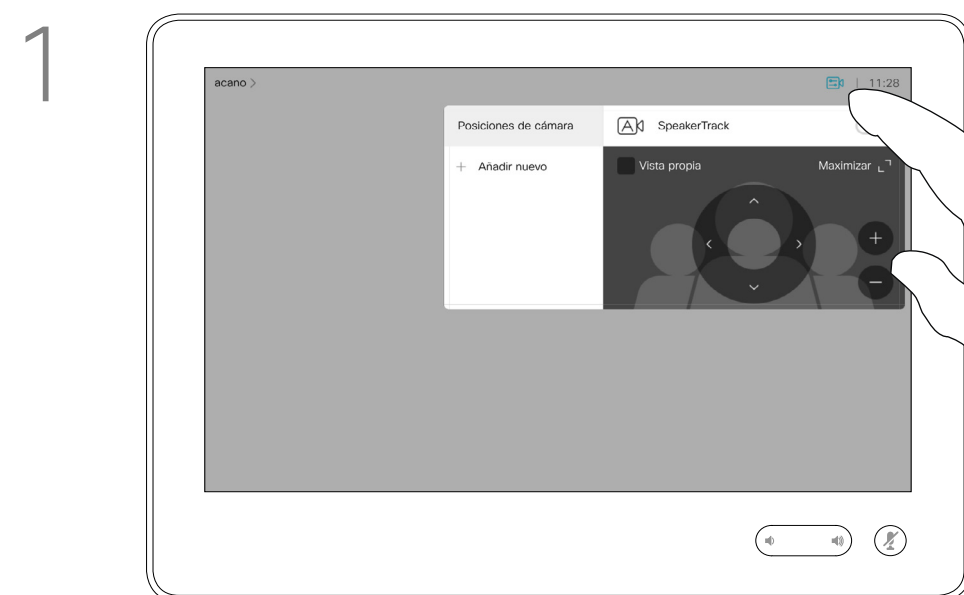 1
acano >
11:28
Posiciones de cámara
SpeakerTrack
+ Añadir nuevo
Vista propia
Maximizar